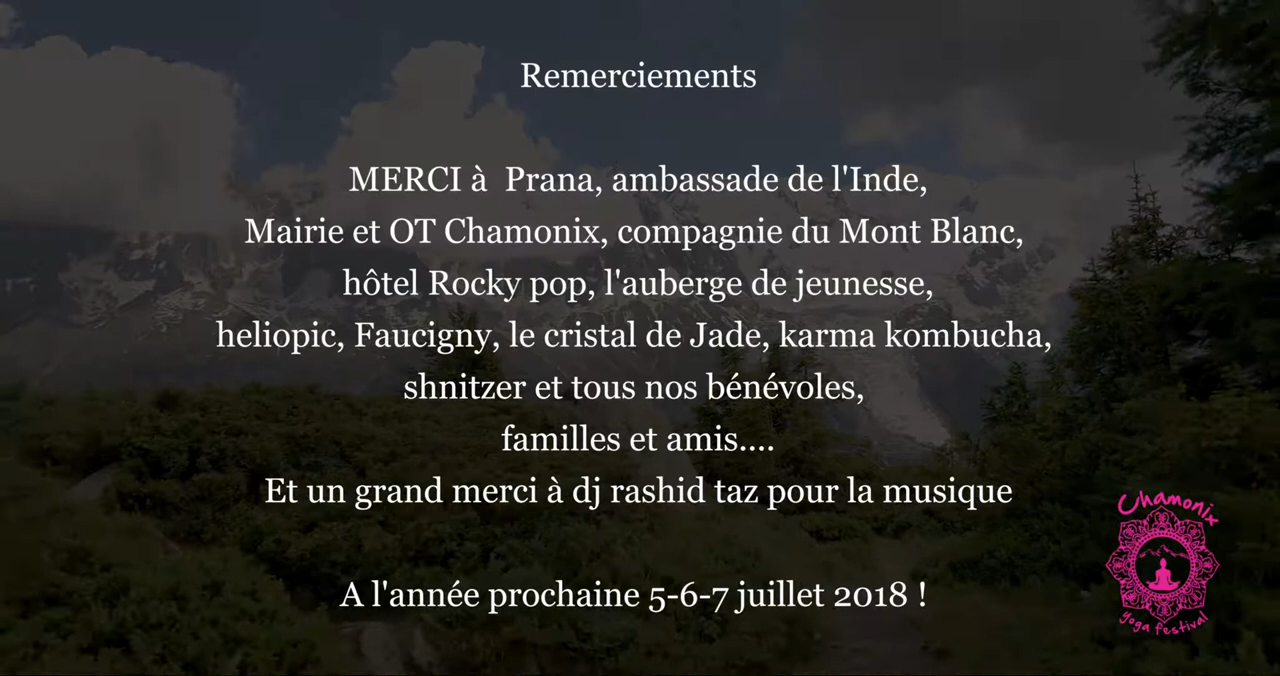 Remerciements
MERCI à  Prana, ambassade de l'Inde,
Mairie et OT Chamonix, compagnie du Mont Blanc,
hôtel Rocky pop, l'auberge de jeunesse,
heliopic, Faucigny, le cristal de Jade, karma kombucha,
shnitzer et tous nos bénévoles,
familles et amis....
Et un grand merci à dj rashid taz pour la musique
A l'année prochaine 5-6-7 juillet 2018 !
Chamonix
yoga festival